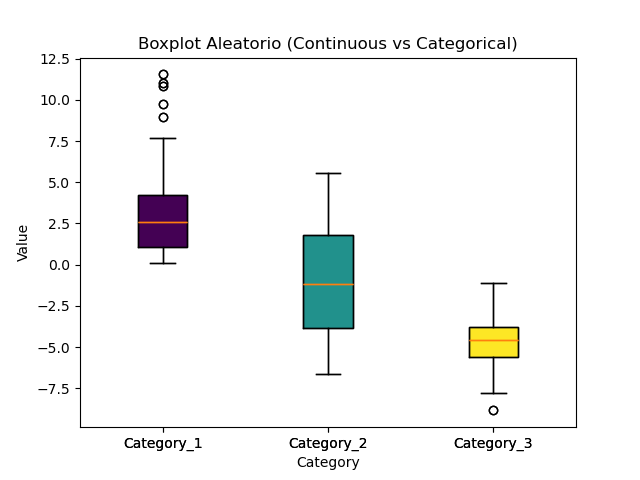 Boxplot Aleatorio (Continuous vs Categorical)
12.5
10.0
7.5
5.0
2.5
0.0
−2.5
−5.0
−7.5
Value
Category_1 Category_2 Category_3
Category